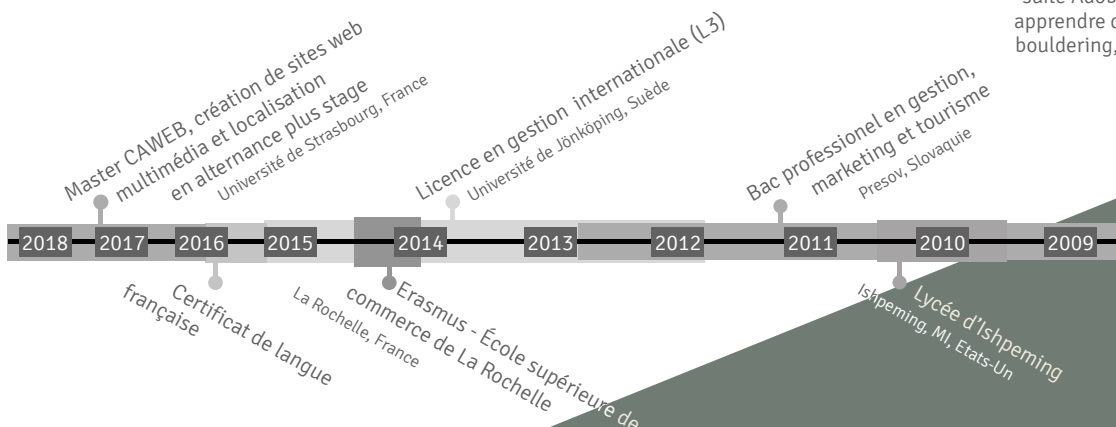 suite Adobe
apprendre
bouldering,
Master CAWEB, création de sites web
multimédia et localisation
en alternance plus stage
Université de Strasbourg, France
Licence en gestion internationale (L3)
Université de Jönköping, Suède
Bac professionel en gestion,
marketing et tourisme
Presov, Slovaquie
2018 2017 2016 2015 2014 2013 2012 2011 2010 2009
Certificat de langue
française
Erasmus - École supérieure de
commerce de La Rochelle
La Rochelle, France
Lycée d'Ishpeming
Ishpeming, MI, Etats-Un